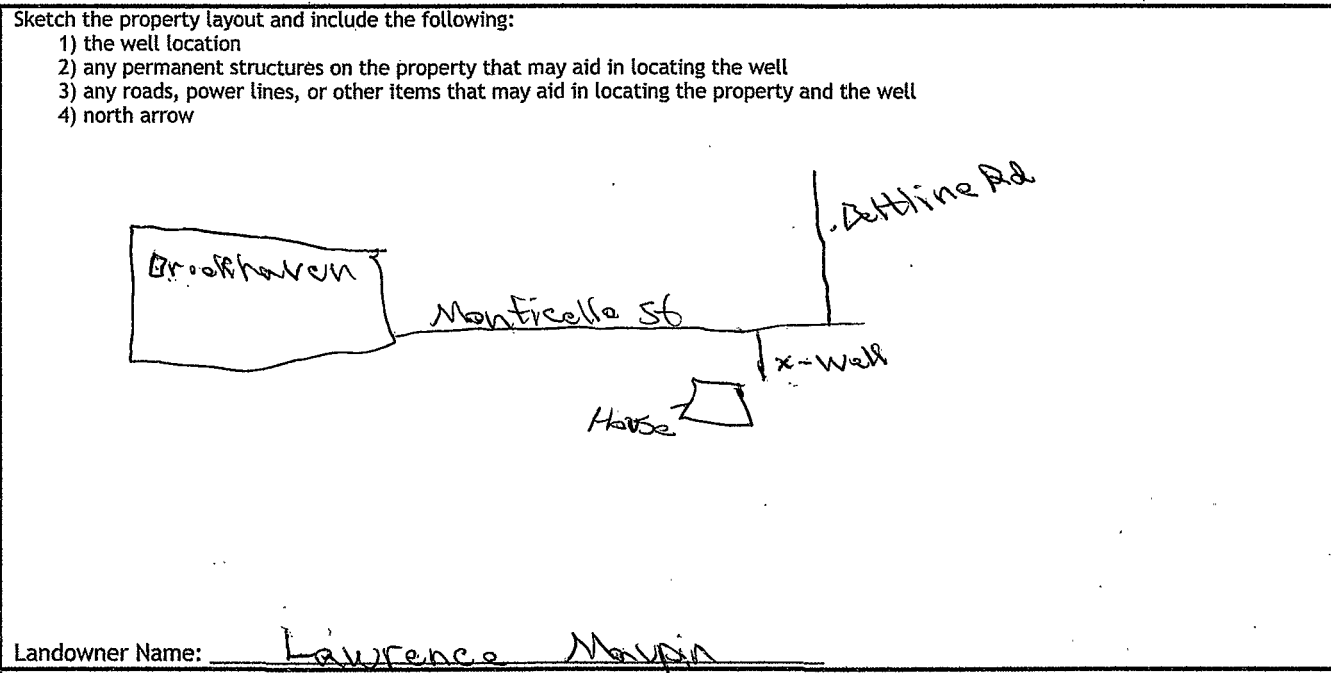 Sketch the property layout and include the following:
1) the well location
2) any permanent structures on the property that may aid in locating the well
3) any roads, power lines, or other items that may aid in locating the property and the well
4) north arrow
Beltline Rd
Brookhaven
Monticello St
x-Well
House
Landowner Name: Lawrence Maupin